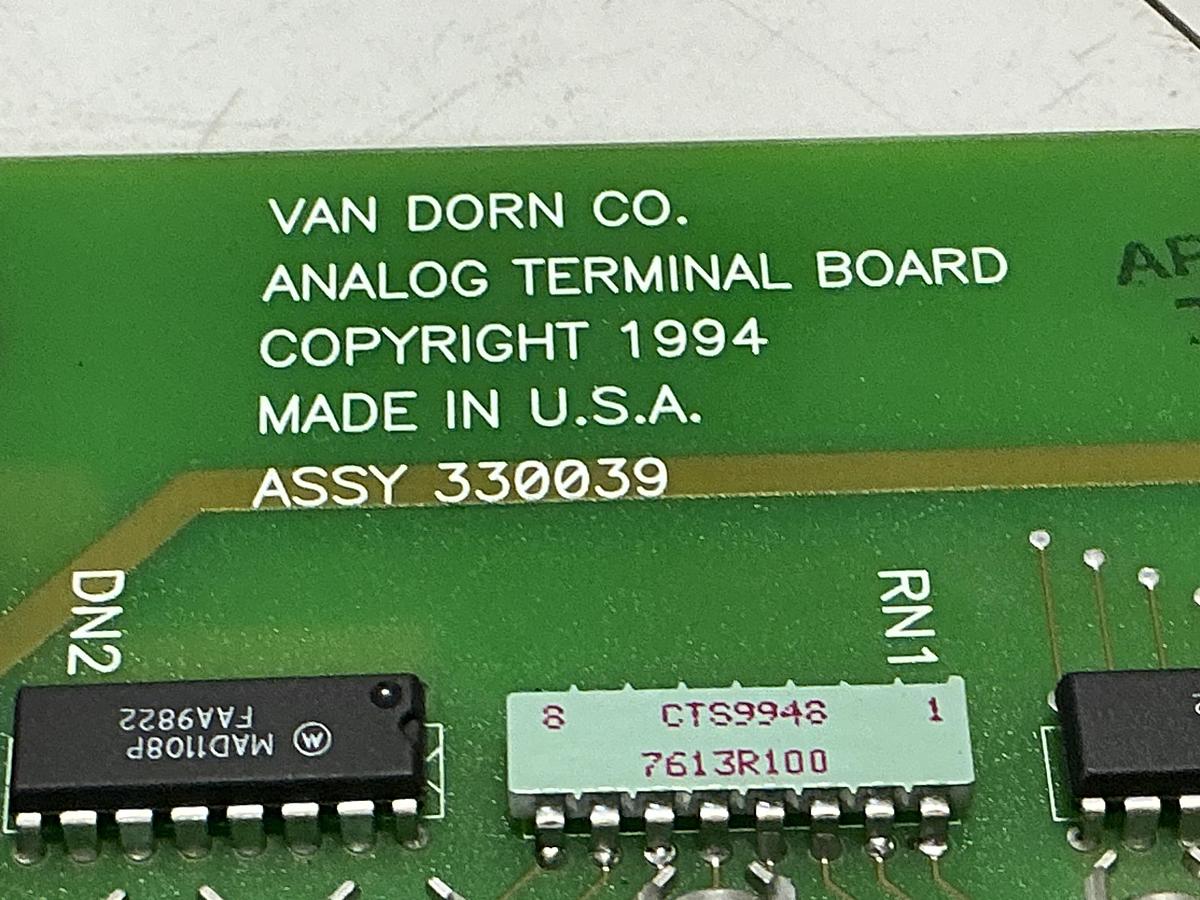 VAN DORN CO.
ANALOG TERMINAL BOARD
COPYRIGHT 1994
MADE IN U.S.A.
ASSY 330039
DN2
RN1
MAD1108P
FAA9822
8 CTS9948 1
7613R100